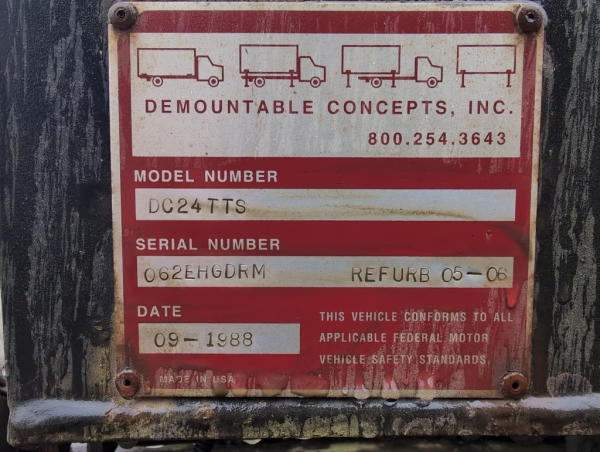 DEMOUNTABLE CONCEPTS, INC.
800.254.3643
MODEL NUMBER
DC24TTS
SERIAL NUMBER
062EHGDRM REFURB 05-06
DATE
09-1988
THIS VEHICLE CONFORMS TO ALL
APPLICABLE FEDERAL MOTOR
VEHICLE SAFETY STANDARDS.
MADE IN USA